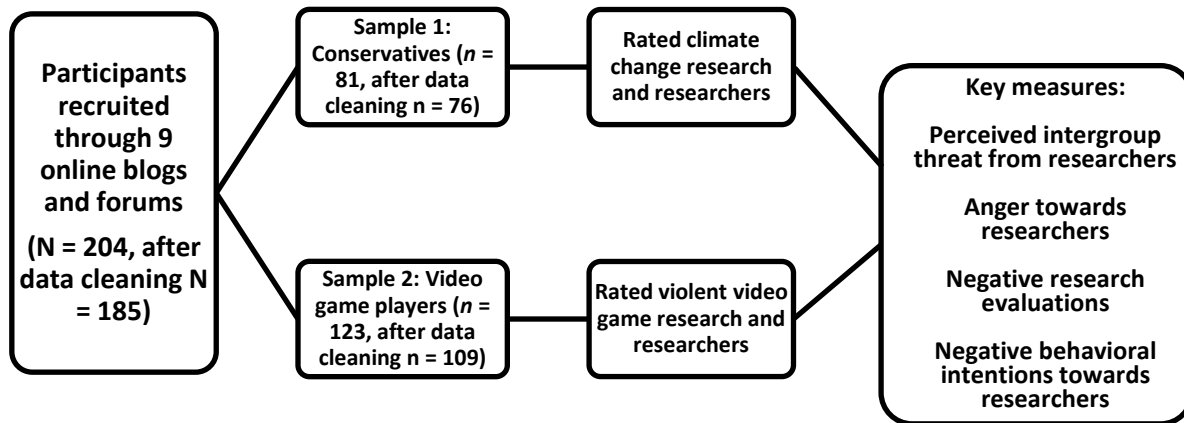 Participants
recruited
through 9
online blogs
and forums
(N = 204, after
data cleaning N
= 185)
Sample 1:
Conservatives (n =
81, after data
cleaning n = 76)
Rated climate
change research
and researchers
Sample 2: Video
game players (n =
123, after data
cleaning n = 109)
Rated violent video
game research and
researchers
Key measures:
Perceived intergroup
threat from researchers
Anger towards
researchers
Negative research
evaluations
Negative behavioral
intentions towards
researchers